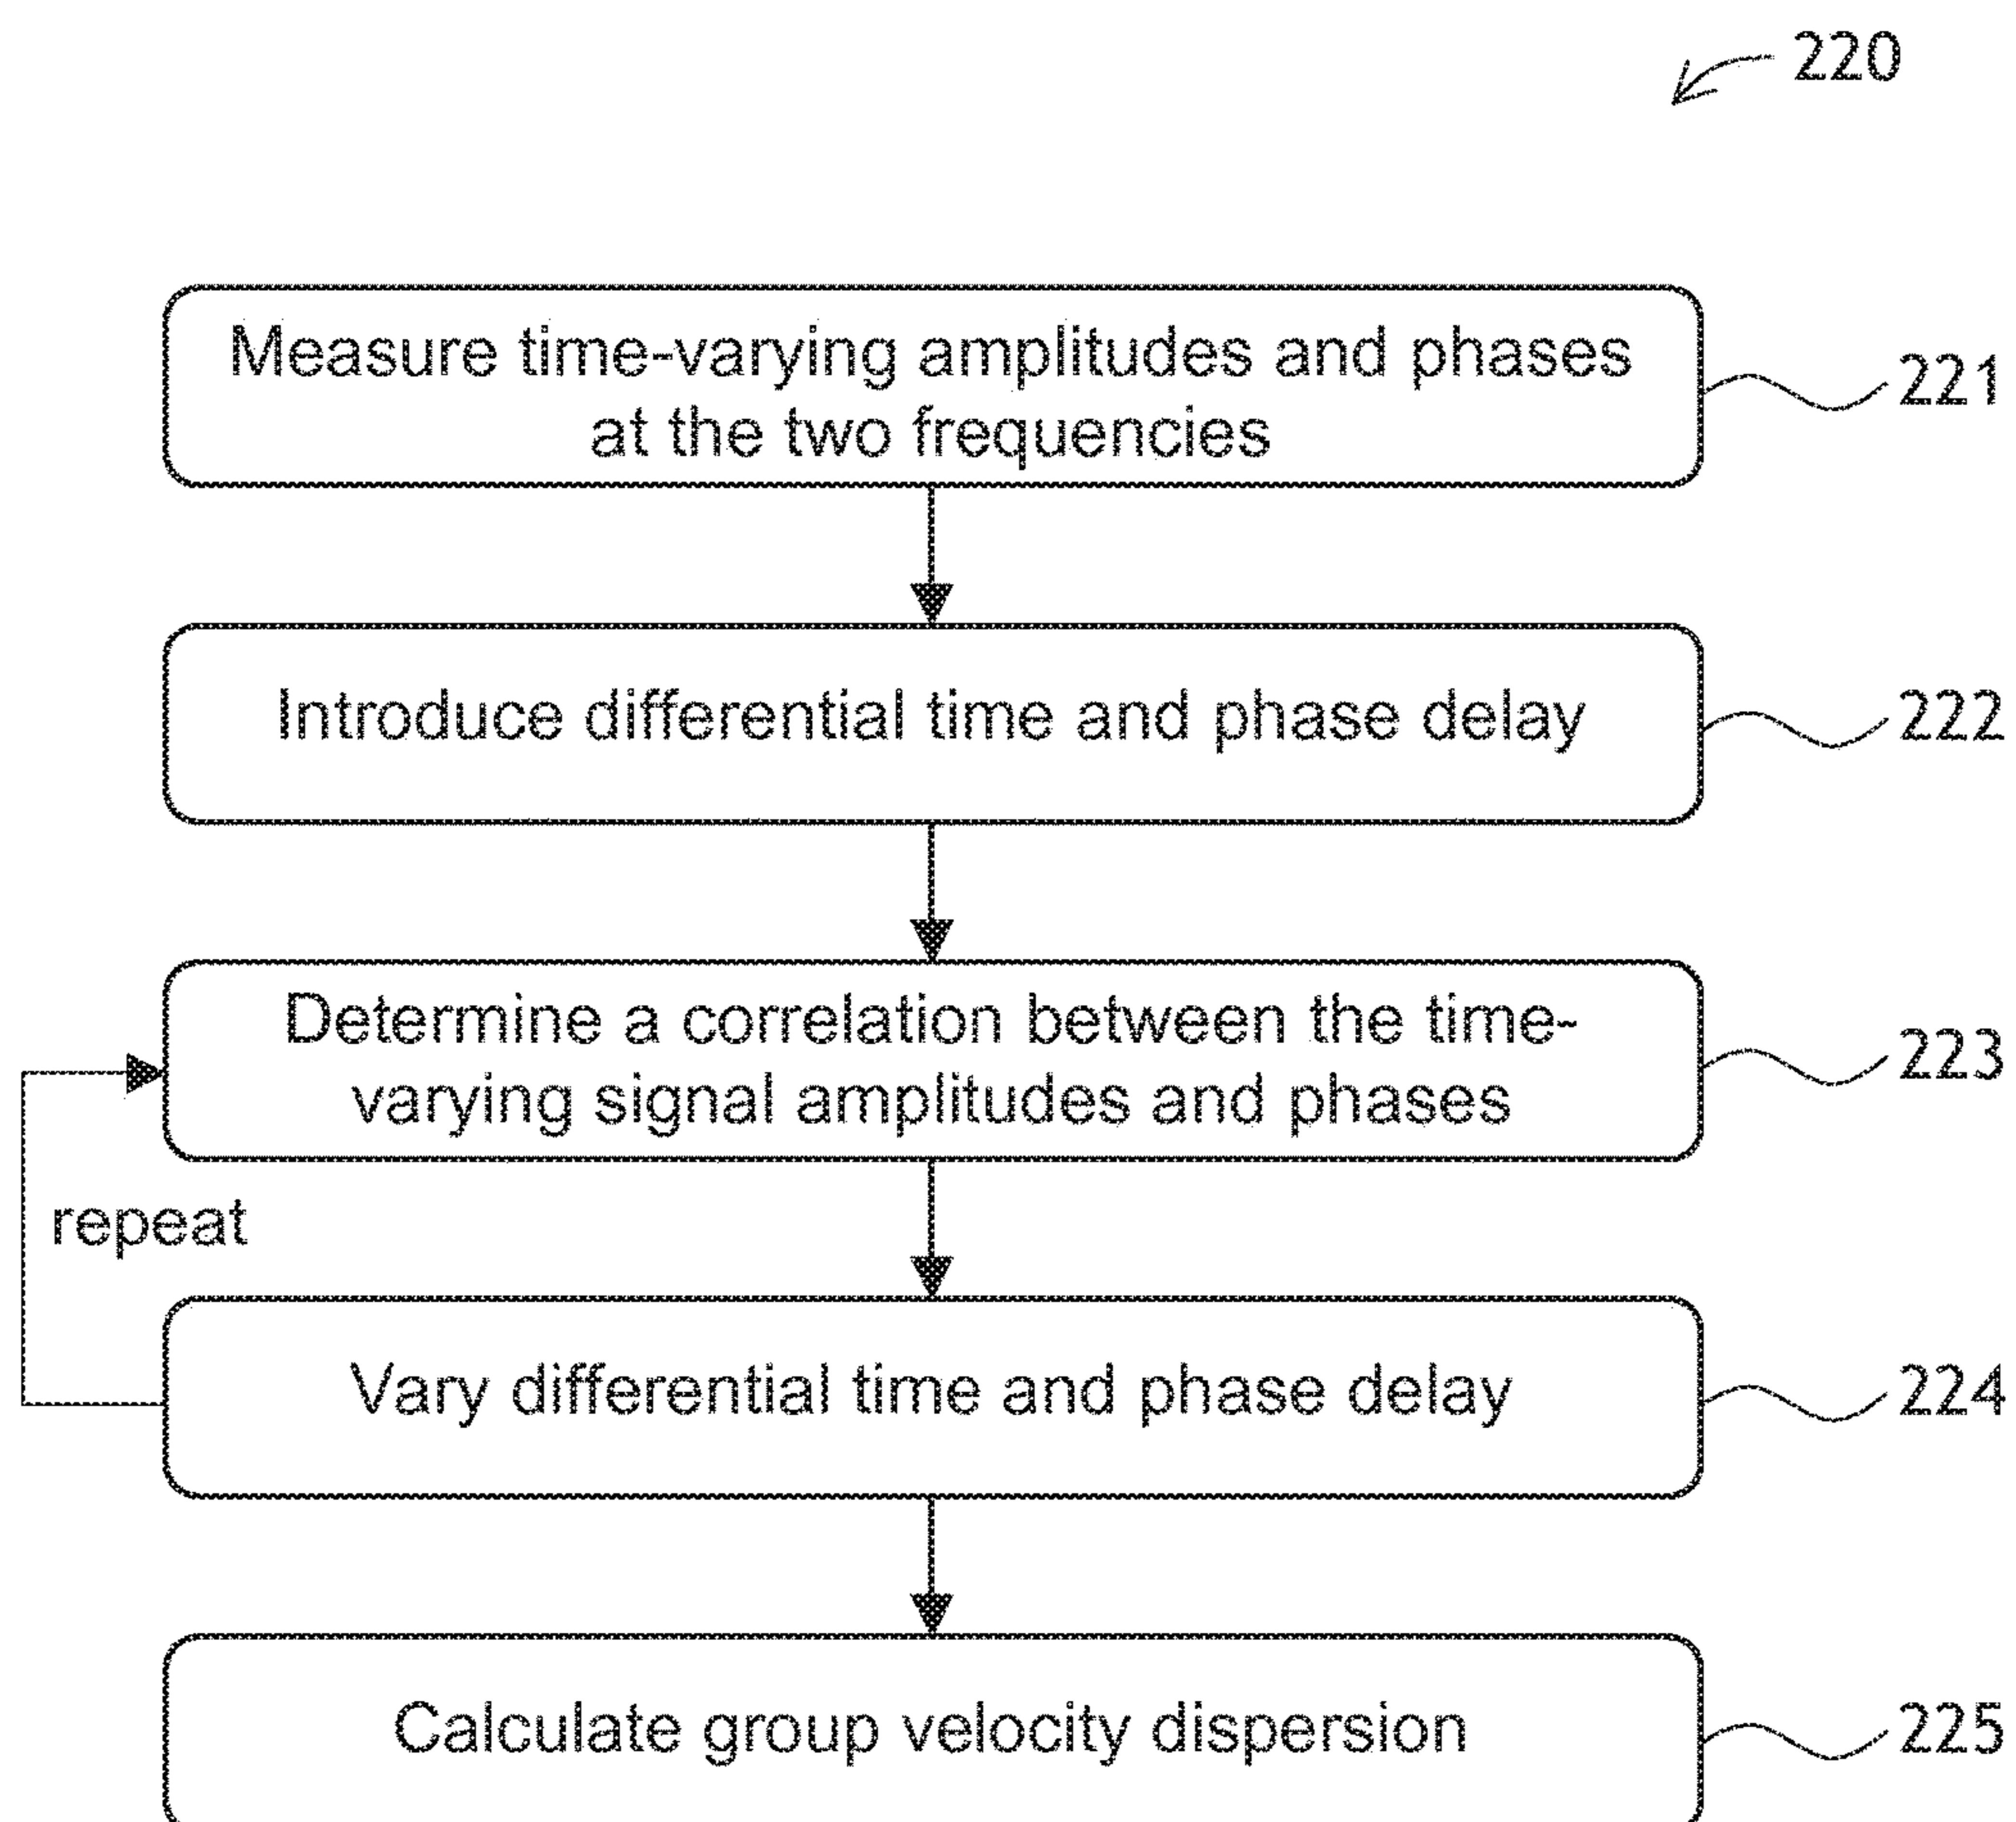 220
Measure time-varying amplitudes and phases
at the two frequencies
221
Introduce differential time and phase delay
222
Determine a correlation between the time-
varying signal amplitudes and phases
223
repeat
Vary differential time and phase delay
224
Calculate group velocity dispersion
225